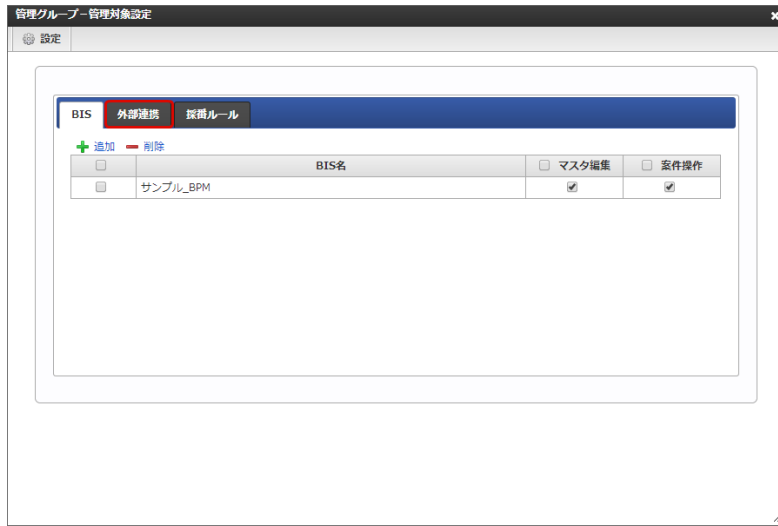 管理グループ－管理対象設定
設定
BIS 外部連携 採番ルール
追加 削除
BIS名 マスタ編集 案件操作
サンプル_BPM